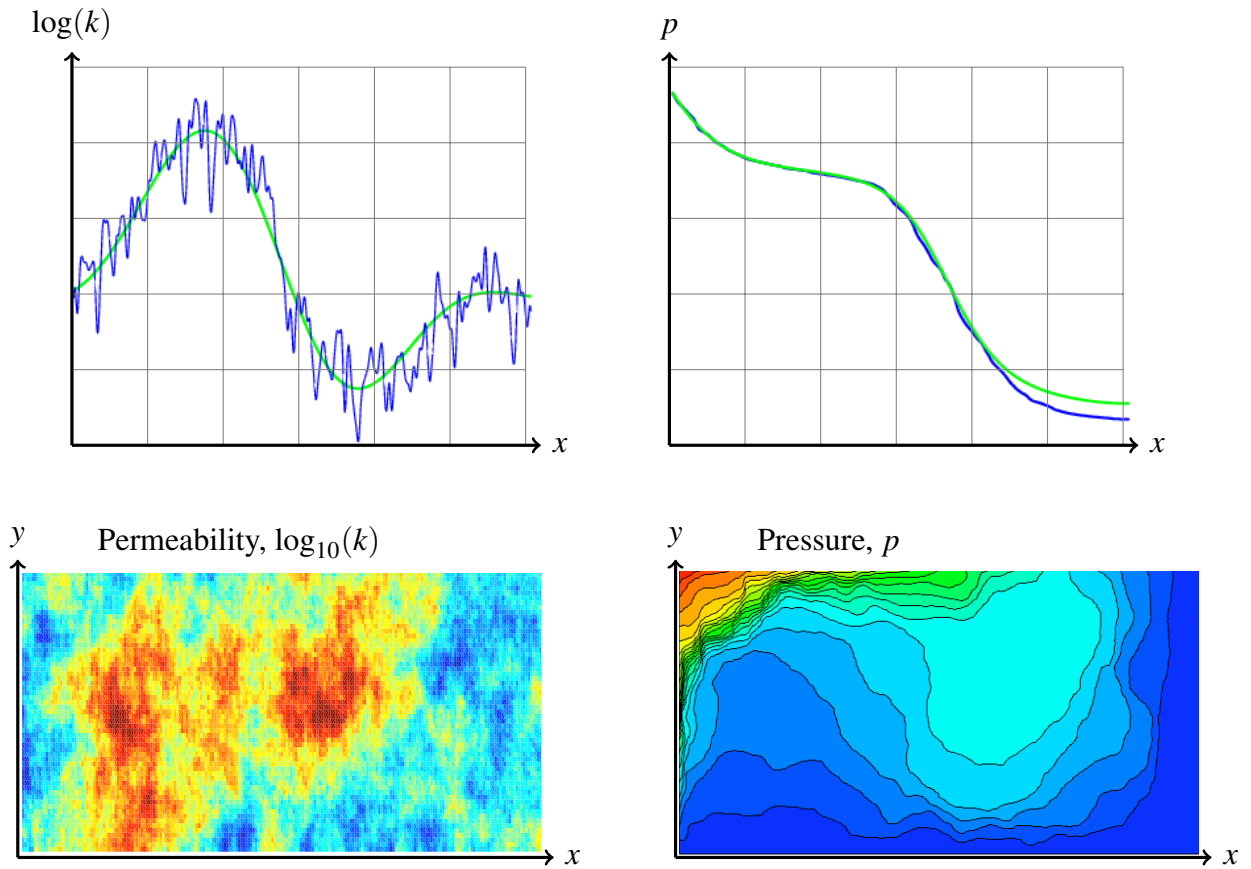 log(k)
p
x
x
y
Permeability, log₁₀(k)
y
Pressure, p
x
x